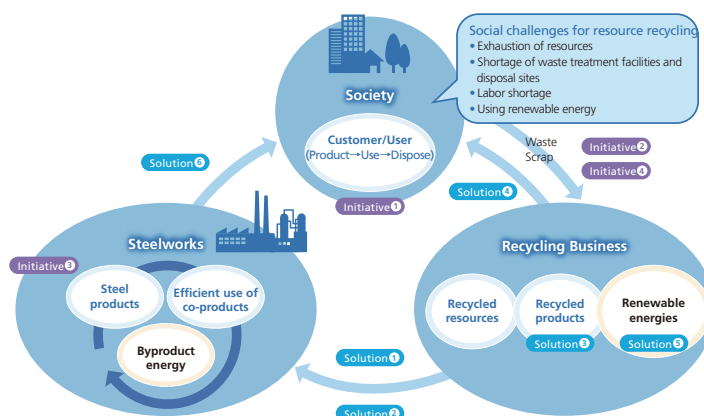 Social challenges for resource recycling
• Exhaustion of resources
• Shortage of waste treatment facilities and
disposal sites
• Labor shortage
• Using renewable energy
Society
Customer/User
(Product→Use→Dispose)
Initiative❶
Solution❻
Waste
Scrap
Initiative❷
Initiative❹
Solution❹
Steelworks
Initiative❸
Steel
products
Efficient use of
co-products
Byproduct
energy
Recycling Business
Recycled
resources
Recycled
products
Renewable
energies
Solution❸
Solution❺
Solution❶
Solution❷